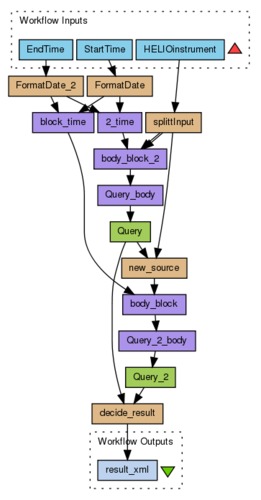 Workflow Inputs
EndTime
StartTime
HELIOinstrument
FormatDate_2
FormatDate
block_time
2_time
splittInput
body_block_2
Query_body
Query
new_source
body_block
Query_2_body
Query_2
decide_result
Workflow Outputs
result_xml